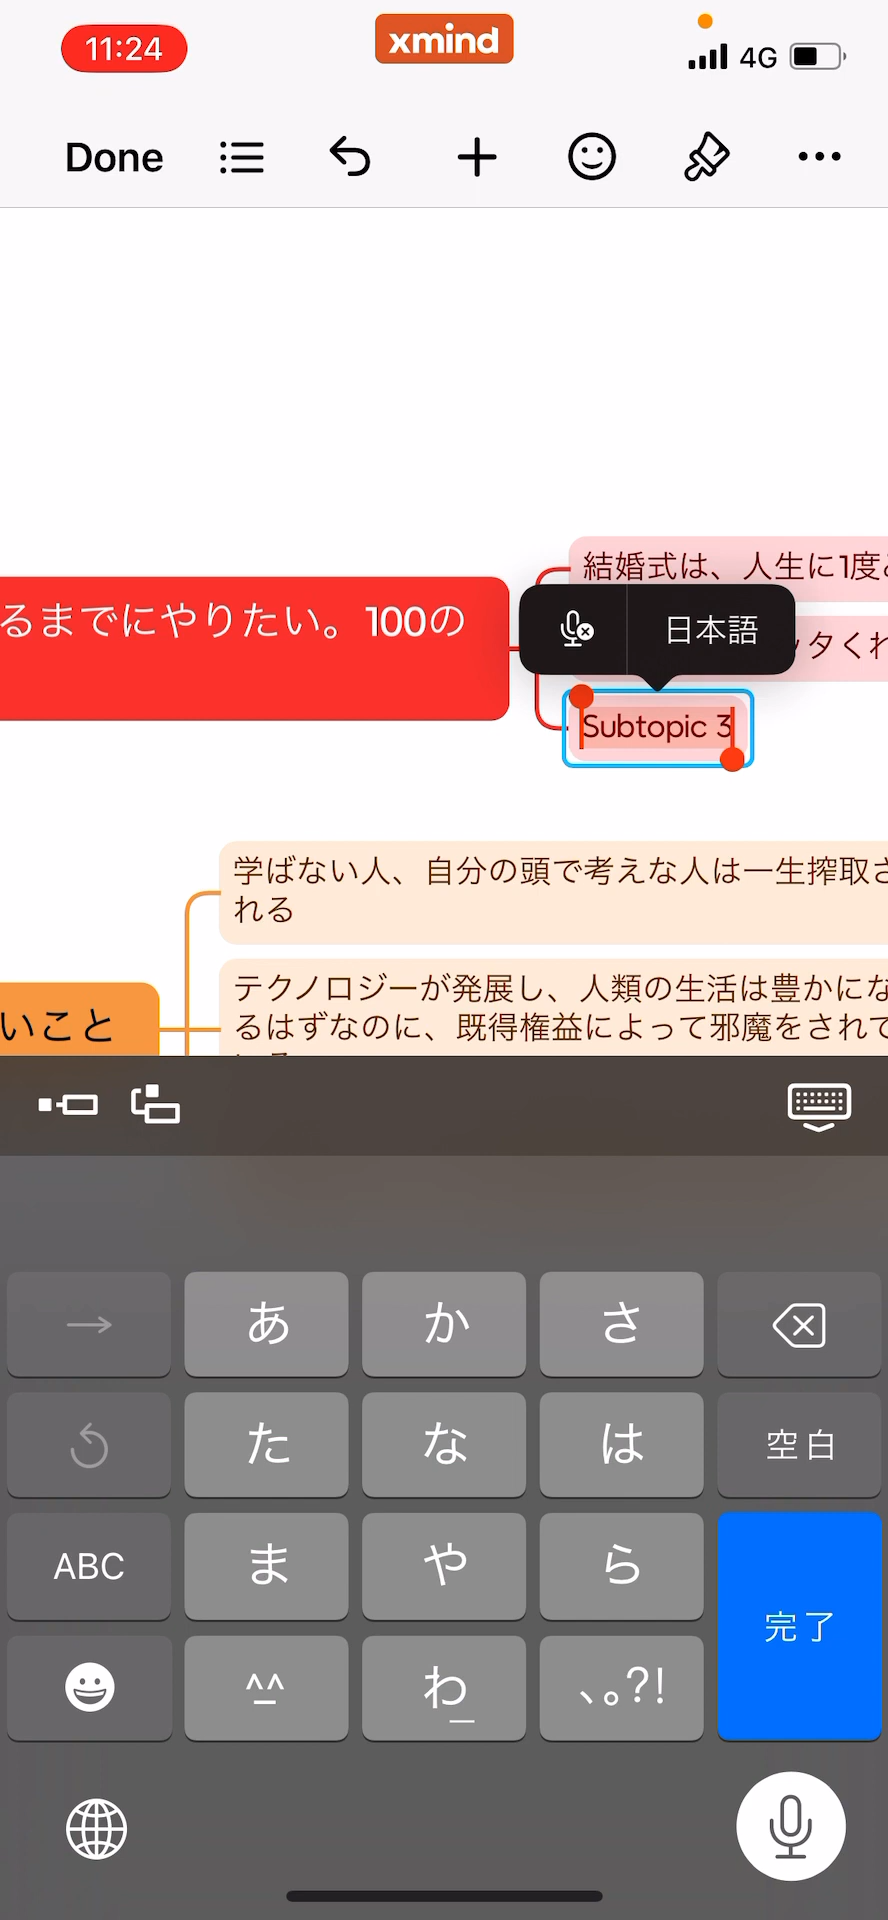 11:24
xmind
4G
Done
結婚式は、人生に1度
るまでにやりたい。100の
日本語
タくれ
Subtopic 3
学ばない人、自分の頭で考えな人は一生搾取さ
れる
テクノロジーが発展し、人類の生活は豊かにな
いこと
るはずなのに、既得権益によって邪魔をされて
→ あ か さ
た な は 空白
ABC ま や ら
完了
^_^ わ_ 、。?!